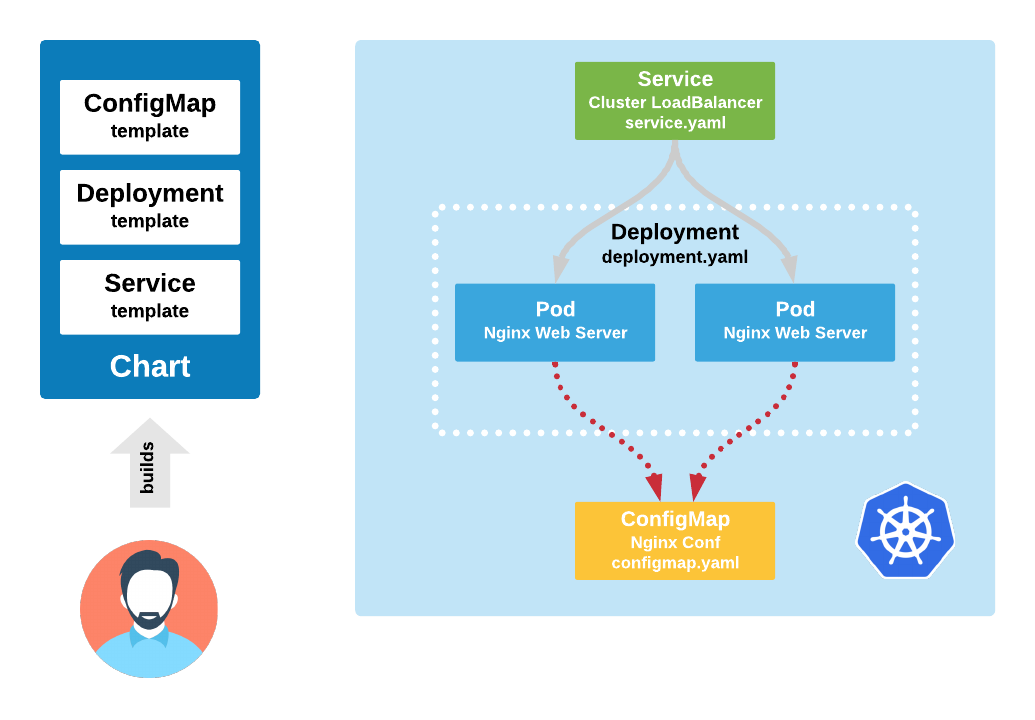 ConfigMap
template
Deployment
template
Service
template
Chart
builds
Service
Cluster LoadBalancer
service.yaml
Deployment
deployment.yaml
Pod
Nginx Web Server
Pod
Nginx Web Server
ConfigMap
Nginx Conf
configmap.yaml